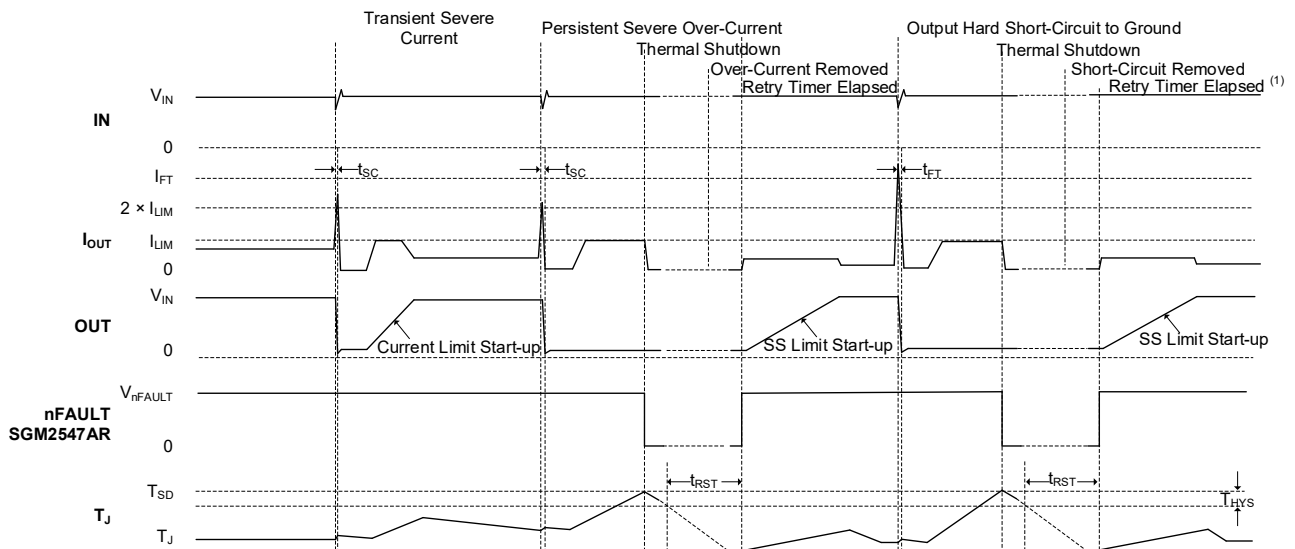 Transient Severe
Current
Persistent Severe Over-Current
Thermal Shutdown
Over-Current Removed
Retry Timer Elapsed
Output Hard Short-Circuit to Ground
Thermal Shutdown
Short-Circuit Removed
Retry Timer Elapsed (1)
VIN
IN
0
tSC
tSC
tFT
IFT
2 × ILIM
IOUT
ILIM
0
VIN
OUT
0
Current Limit Start-up
SS Limit Start-up
SS Limit Start-up
VnFAULT
nFAULT
SGM2547AR
0
tRST
tRST
TSD
THYS
TJ
TJ